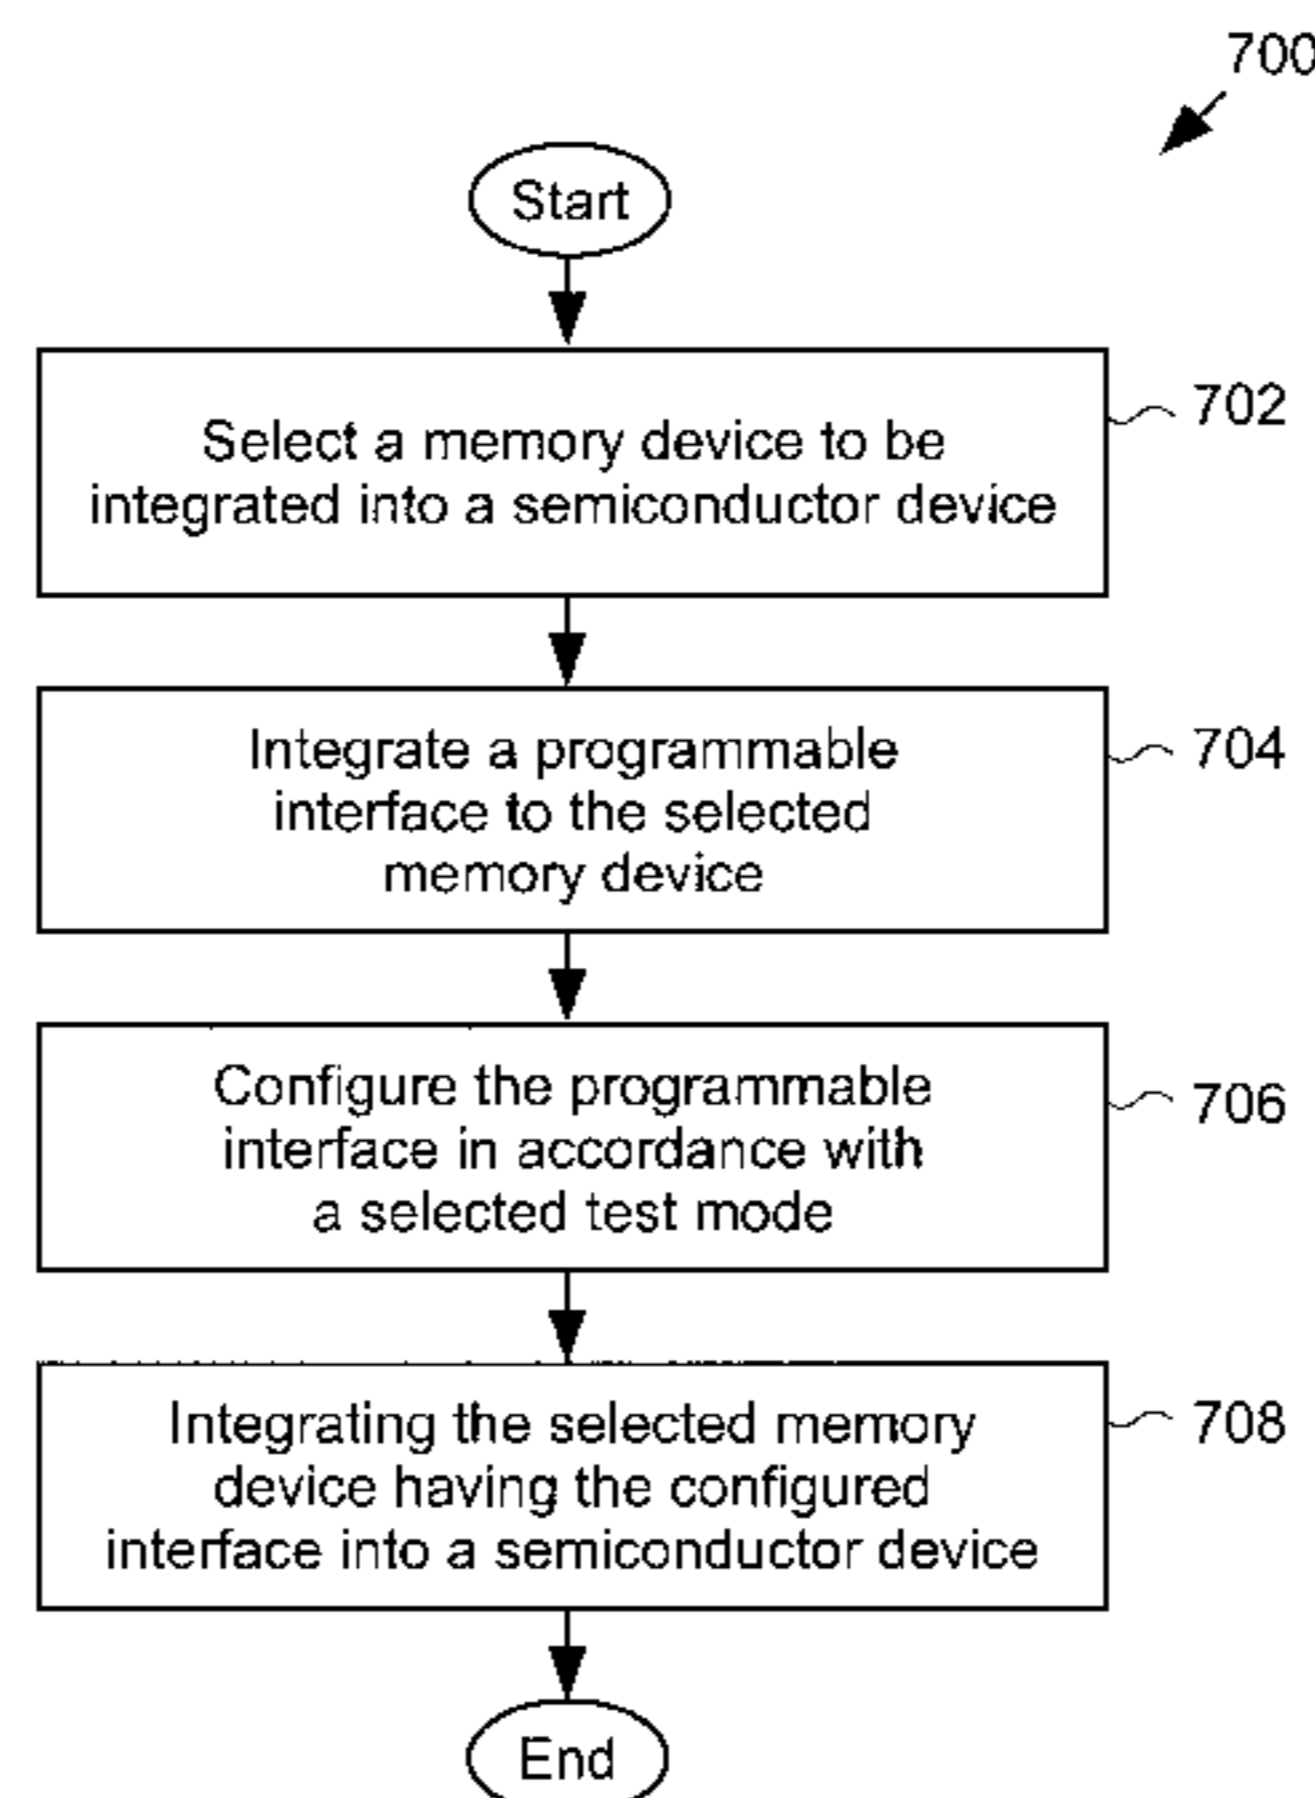 700
Start
Select a memory device to be
integrated into a semiconductor device
702
Integrate a programmable
interface to the selected
memory device
704
Configure the programmable
interface in accordance with
a selected test mode
706
Integrating the selected memory
device having the configured
interface into a semiconductor device
708
End